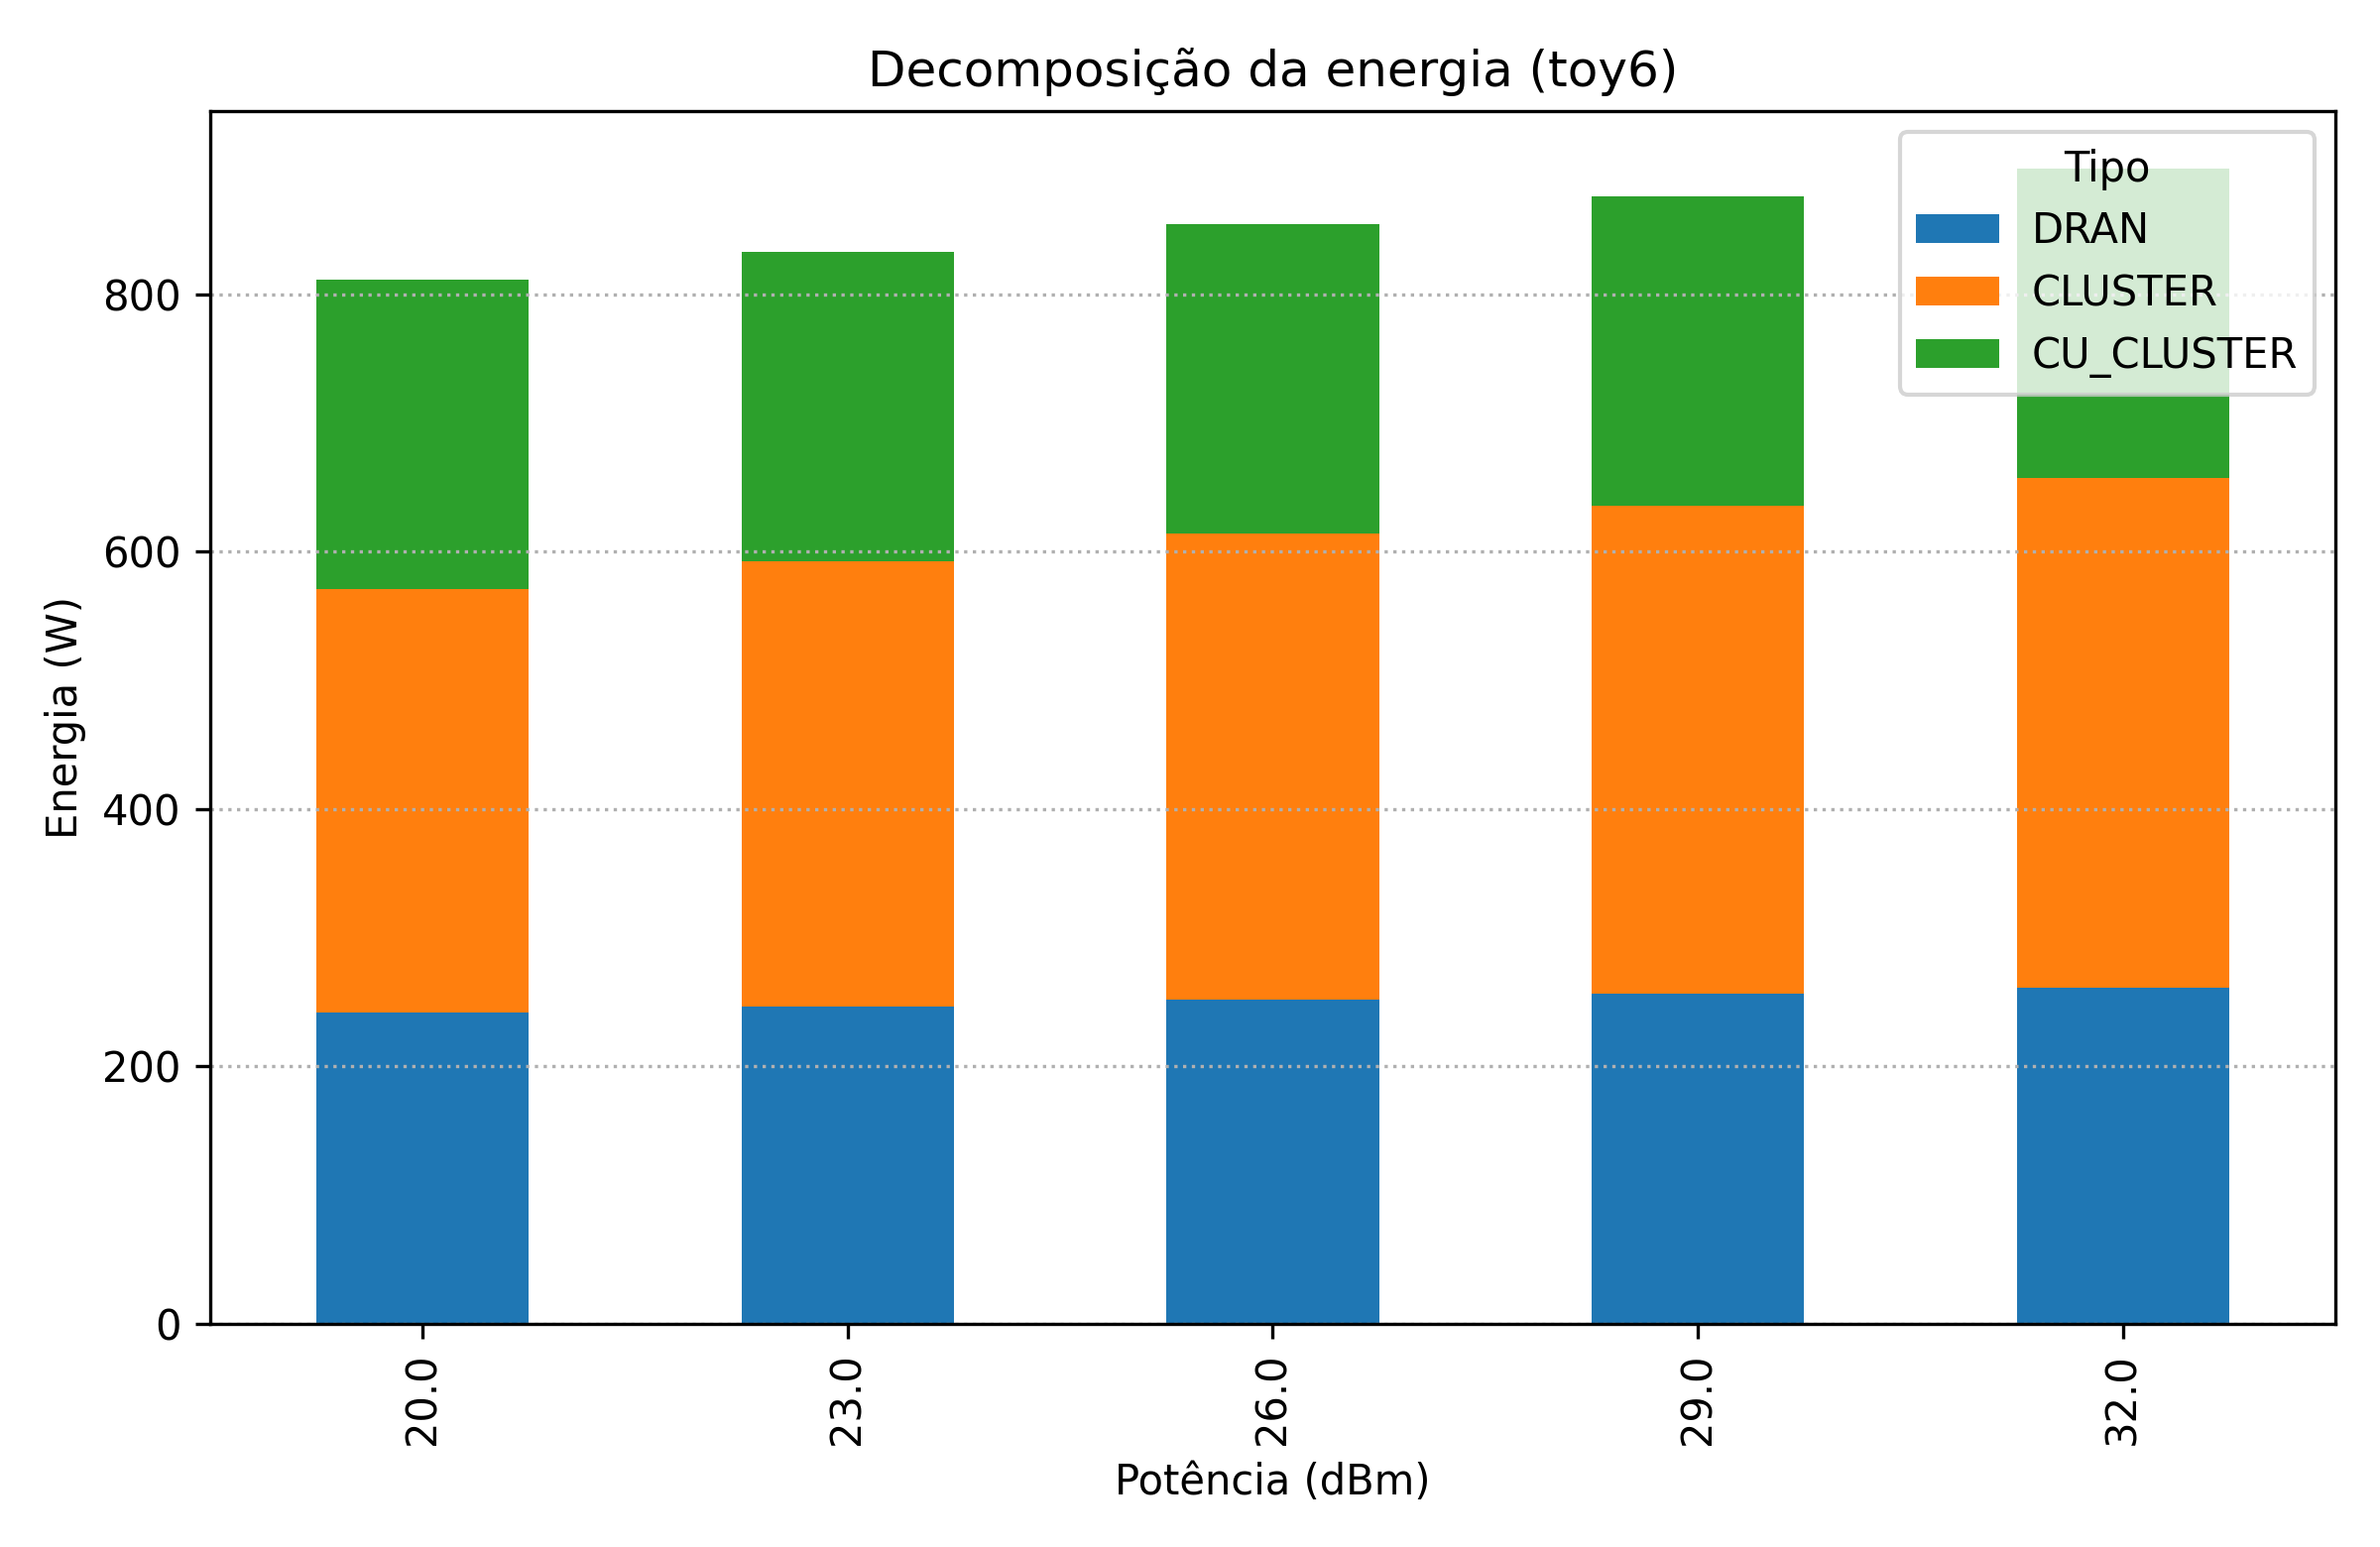 Decomposição da energia (toy6)
Tipo
DRAN
CLUSTER
CU_CLUSTER
Energia (W)
800
600
400
200
0
20.0
23.0
26.0
29.0
32.0
Potência (dBm)